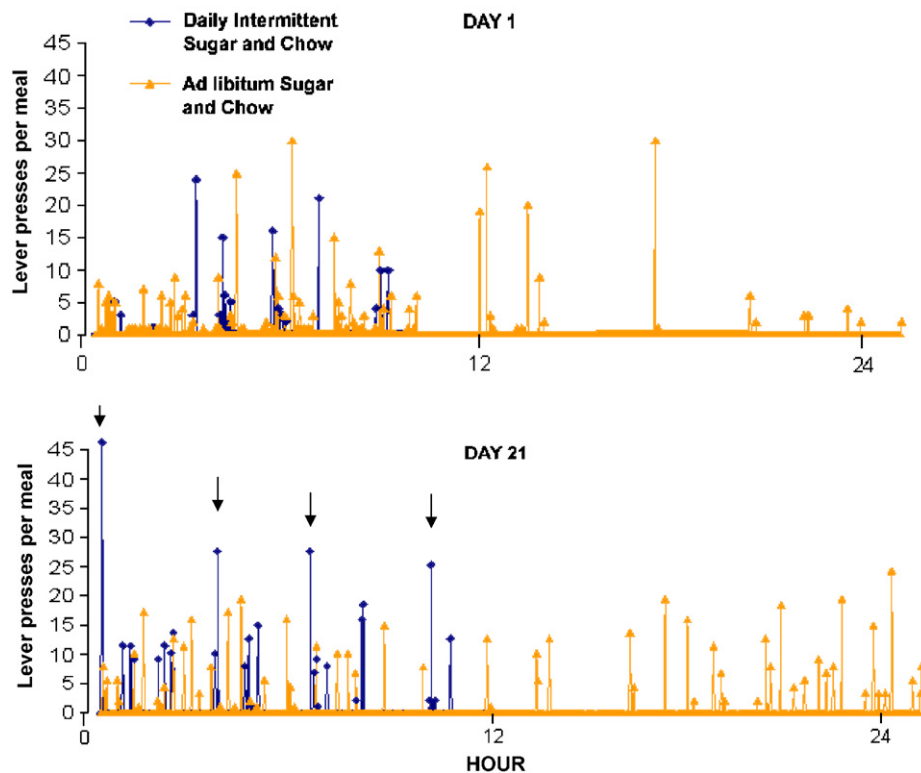 Daily Intermittent
Sugar and Chow
DAY 1
Ad libitum Sugar
and Chow
Lever presses per meal
45
40
35
30
25
20
15
10
5
0
0
12
24
DAY 21
Lever presses per meal
45
40
35
30
25
20
15
10
5
0
0
12
24
HOUR